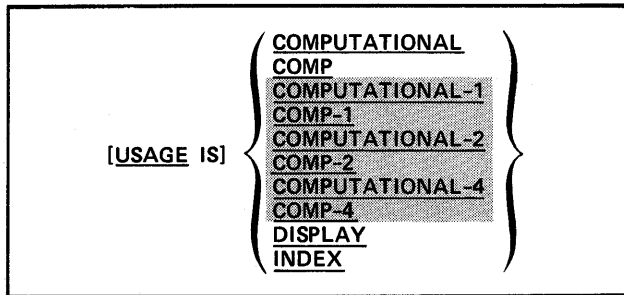 COMPUTATIONAL
COMP
COMPUTATIONAL-1
COMP-1
COMPUTATIONAL-2
[USAGE IS]
COMP-2
COMPUTATIONAL-4
COMP-4
DISPLAY
INDEX